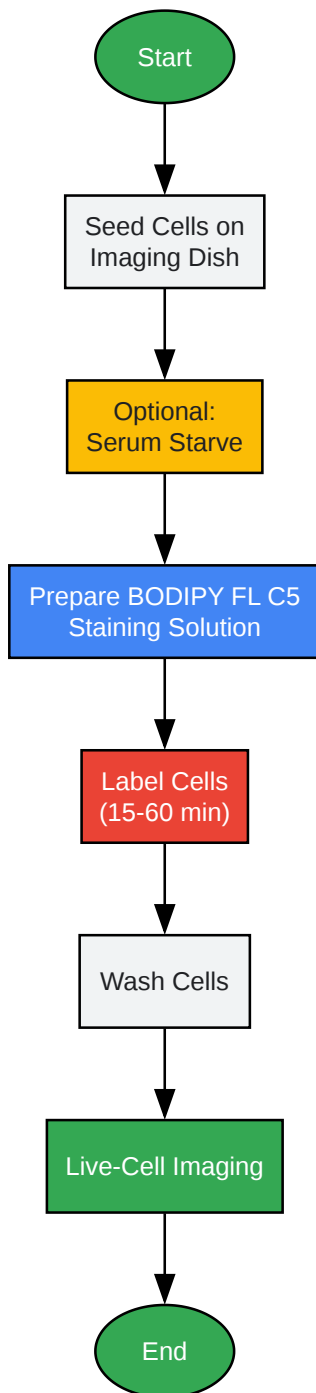 Start
Seed Cells on
Imaging Dish
Optional:
Serum Starve
Prepare BODIPY FL C5
Staining Solution
Label Cells
(15-60 min)
Wash Cells
Live-Cell Imaging
End